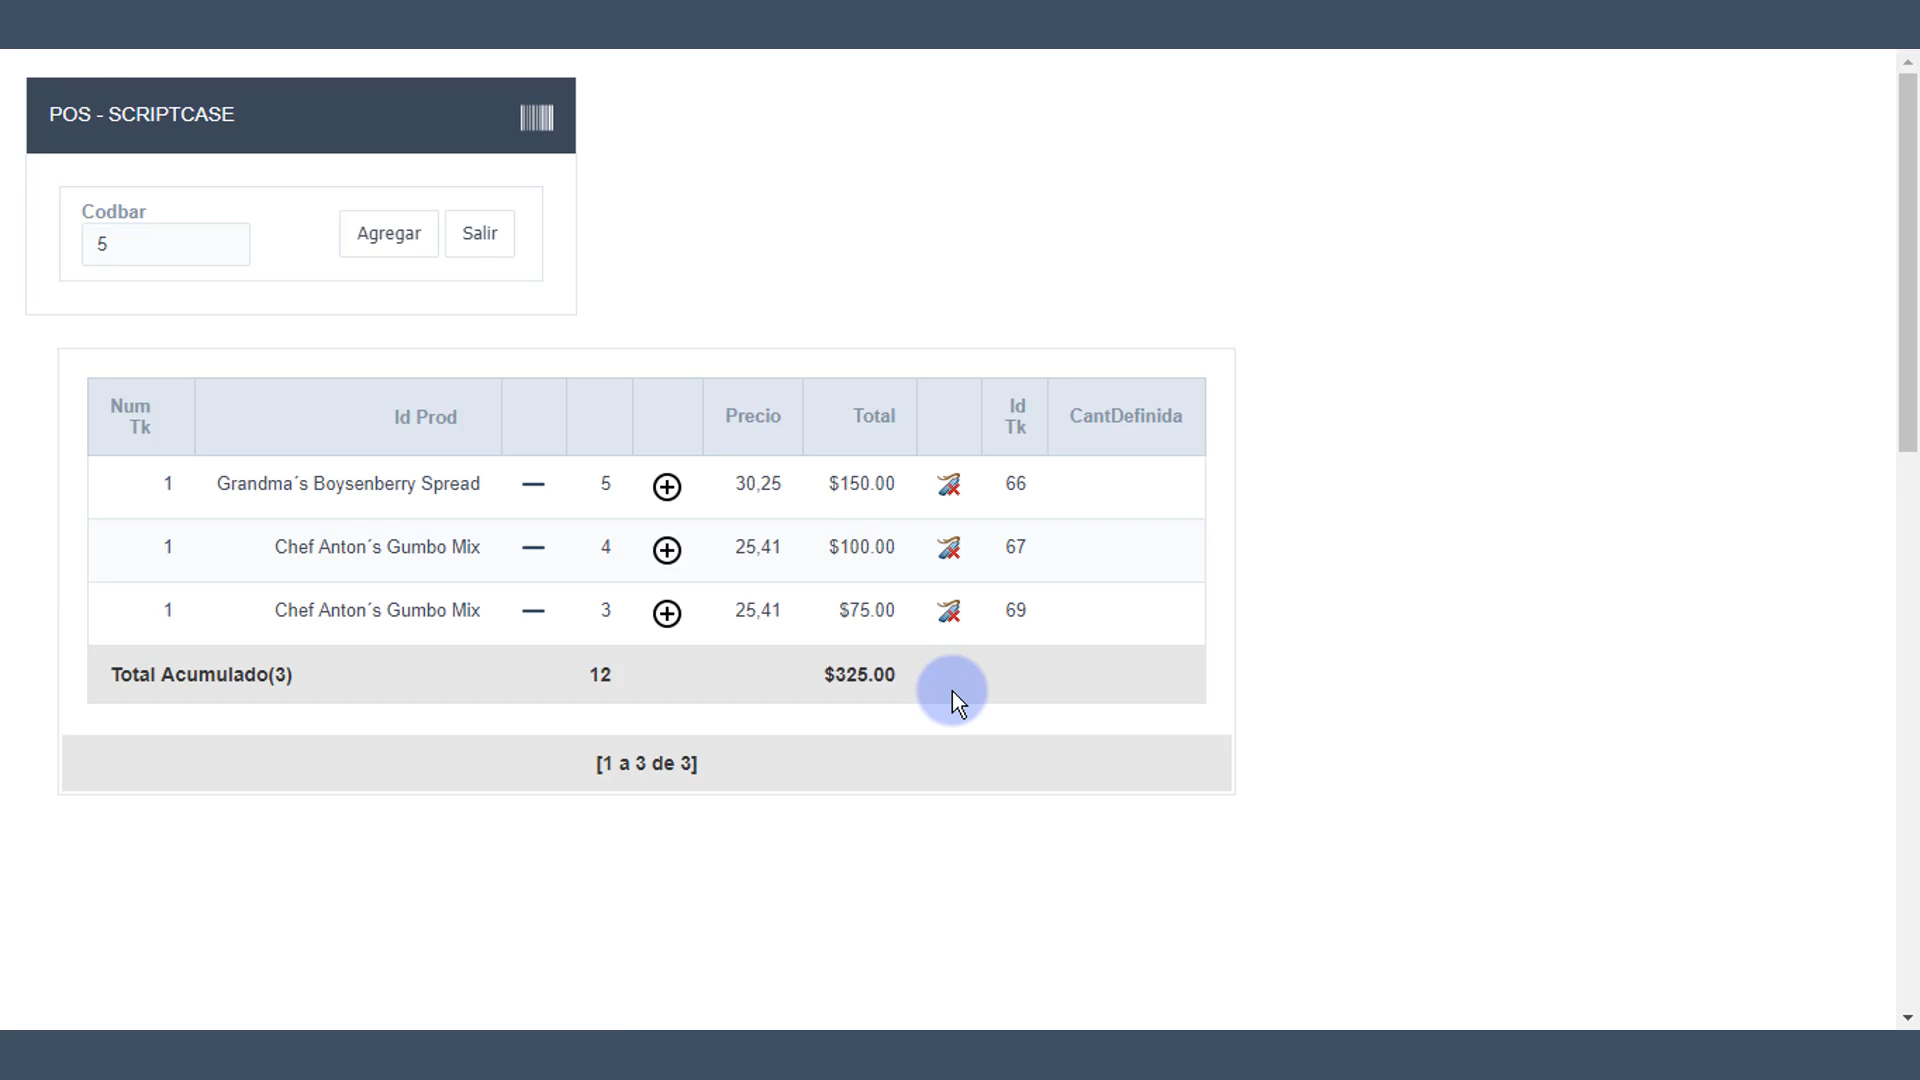 POS - SCRIPTCASE
Codbar
5
Agregar
Salir
Num Tk Id Prod Precio Total Id Tk CantDefinida
1 Grandma´s Boysenberry Spread 5 30,25 $150.00 66
1 Chef Anton´s Gumbo Mix 4 25,41 $100.00 67
1 Chef Anton´s Gumbo Mix 3 25,41 $75.00 69
Total Acumulado(3) 12 $325.00
[1 a 3 de 3]